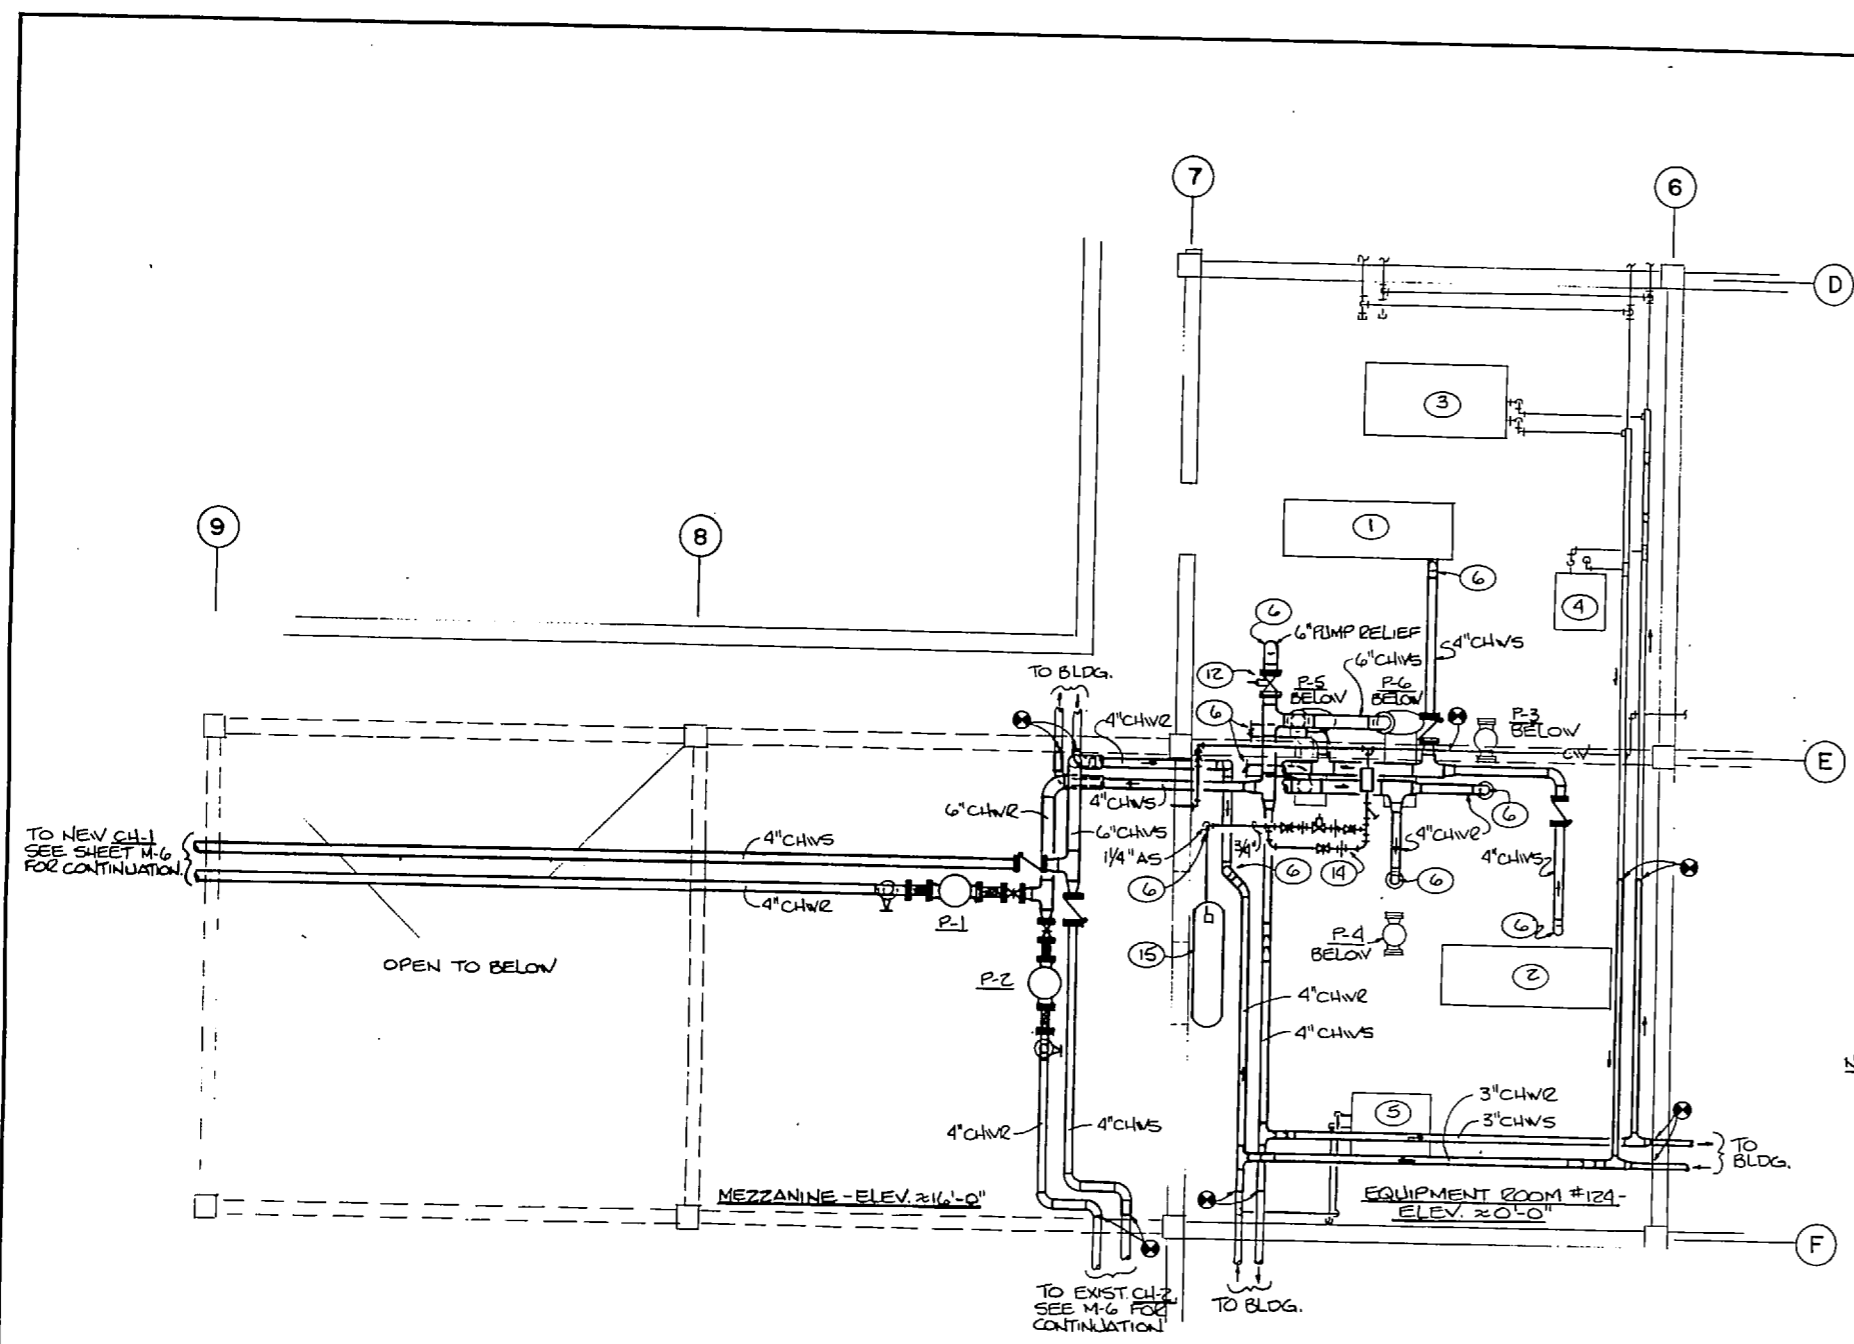 7
6
D
3
1
9
8
6
4
6
6" PUMP RELIEF
4" CHWS
6" CHWS
12
TO BLDG.
P-5
BELOW
P-6
BELOW
6
4" CHWR
P-3
BELOW
CW
E
6" CHWR
4" CHWS
6" CHWS
4" CHWR
6
TO NEW CH-1
SEE SHEET M-6
FOR CONTINUATION.
4" CHWS
1 1/4" AS
3/4"
6
6
14
6
4" CHWS
4" CHWR
P-1
6
P-4
BELOW
15
2
OPEN TO BELOW
P-2
4" CHWR
4" CHWS
3" CHWR
3" CHWS
5
4" CHWR
4" CHWS
TO
BLDG.
MEZZANINE - ELEV. ≈ 16'-0"
EQUIPMENT ROOM #124-
ELEV. ≈ 0'-0"
F
TO EXIST. CH-2
SEE M-6 FOR
CONTINUATION
TO BLDG.